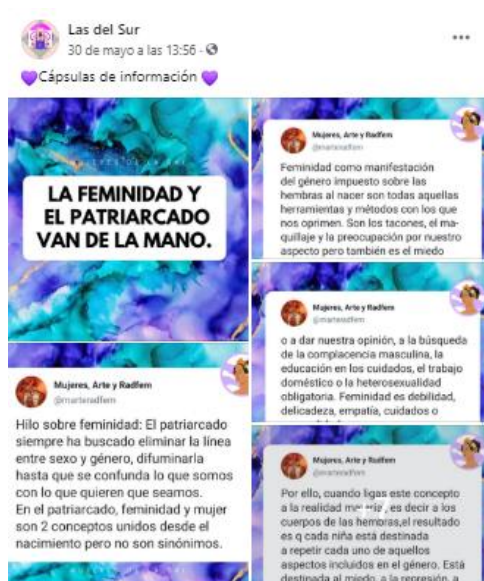 Las del Sur
30 de mayo a las 13:56 ·
💜Cápsulas de información 💜
LA FEMINIDAD Y
EL PATRIARCADO
VAN DE LA MANO.
Mujeres, Arte y Radfem
@marteradfem
Hilo sobre feminidad: El patriarcado
siempre ha buscado eliminar la línea
entre sexo y género, difuminarla
hasta que se confunda lo que somos
con lo que quieren que seamos.
En el patriarcado, feminidad y mujer
son 2 conceptos unidos desde el
nacimiento pero no son sinónimos.
Mujeres, Arte y Radfem
@marteradfem
Feminidad como manifestación
del género impuesto sobre las
hembras al nacer son todas aquellas
herramientas y métodos con los que
nos oprimen. Son los tacones, el ma-
quillaje y la preocupación por nuestro
aspecto pero también es el miedo
Mujeres, Arte y Radfem
@marteradfem
o a dar nuestra opinión, a la búsqueda
de la complacencia masculina, la
educación en los cuidados, el trabajo
doméstico o la heterosexualidad
obligatoria. Feminidad es debilidad,
delicadeza, empatía, cuidados o
Mujeres, Arte y Radfem
@marteradfem
Por ello, cuando ligas este concepto
a la realidad material, es decir a los
cuerpos de las hembras,el resultado
es q cada niña está destinada
a repetir cada uno de aquellos
aspectos incluidos en el género. Está
destinada al miedo, a la represión, a
+7